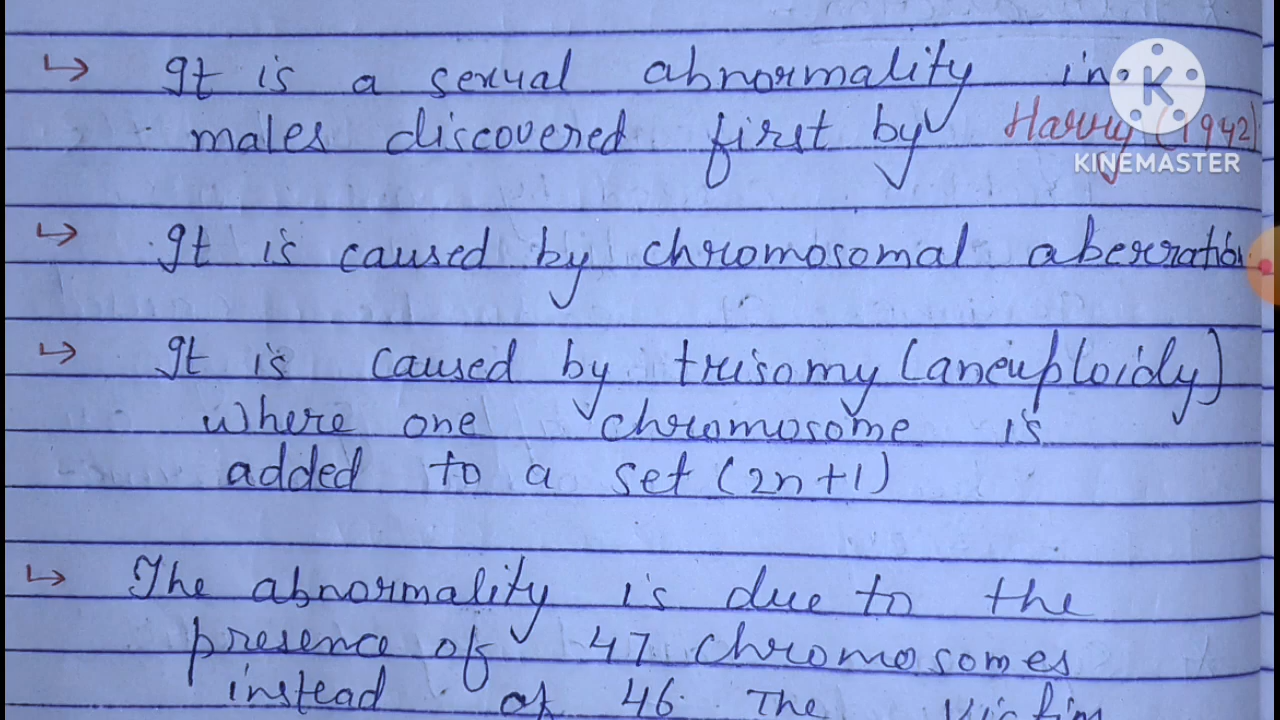 ↳ It is a sexual abnormality in
males discovered first by Harry (1942)
KINEMASTER
↳ It is caused by chromosomal aberration
↳ It is caused by trisomy (aneuploidy)
where one chromosome is
added to a set (2n+1)
↳ The abnormality is due to the
presence of 47 chromosomes
instead of 46. The victim